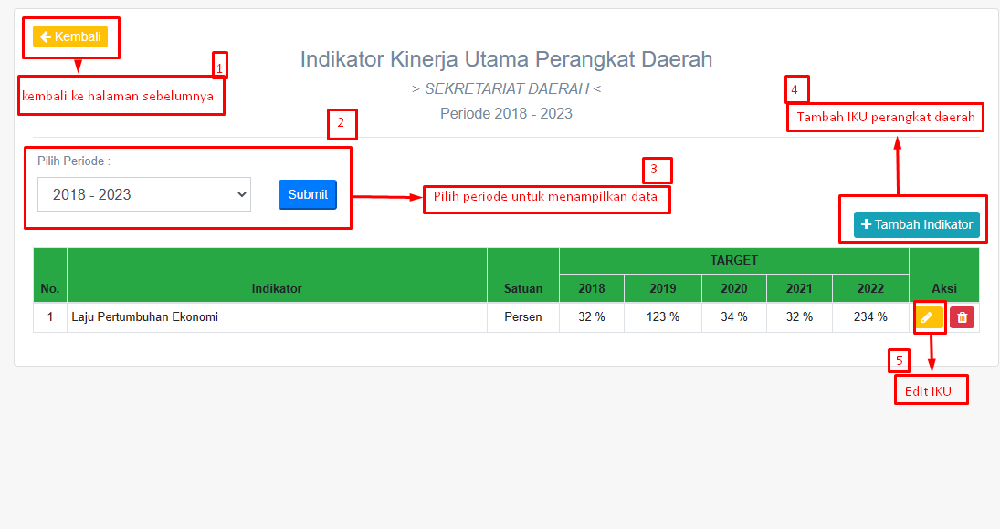 Kembali
1
kembali ke halaman sebelumnya
Indikator Kinerja Utama Perangkat Daerah
> SEKRETARIAT DAERAH <
Periode 2018 - 2023
4
Tambah IKU perangkat daerah
2
Pilih Periode :
2018 - 2023
Submit
3
Pilih periode untuk menampilkan data
Tambah Indikator
No. Indikator Satuan TARGET Aksi
2018 2019 2020 2021 2022
1 Laju Pertumbuhan Ekonomi Persen 32 % 123 % 34 % 32 % 234 %
5
Edit IKU